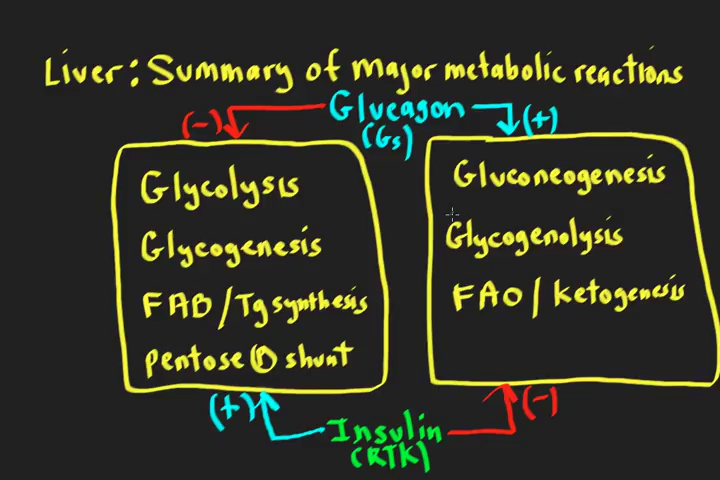 Liver: Summary of major metabolic reactions
(-) Glucagon (+)
(Gs)
Glycolysis
Glycogenesis
FAB/Tg synthesis
pentose P shunt
Gluconeogenesis
Glycogenolysis
FAO/ketogenesis
(+) Insulin (-)
(RTK)